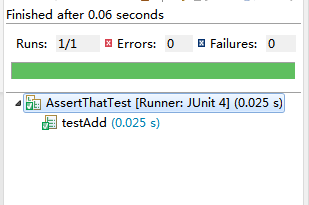 Finished after 0.06 seconds
Runs: 1/1 Errors: 0 Failures: 0
AssertThatTest [Runner: JUnit 4] (0.025 s)
testAdd (0.025 s)